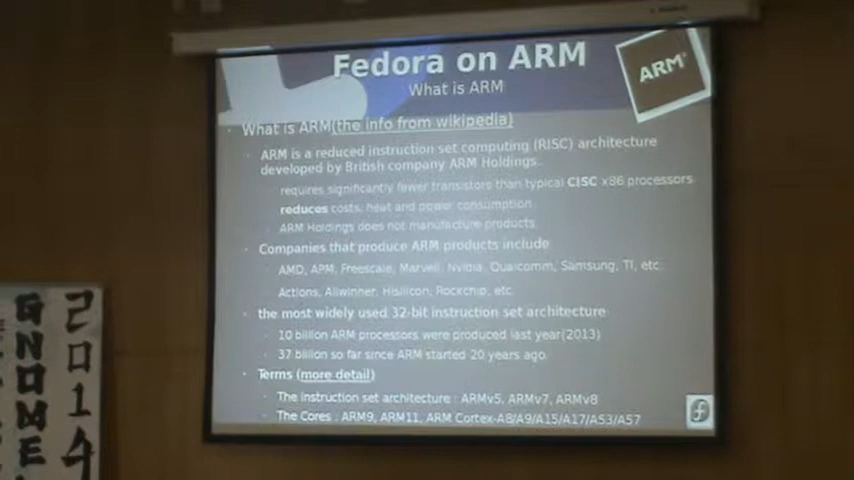 Fedora on ARM
What is ARM
ARM®
What is ARM(the info from wikipedia)
ARM is a reduced instruction set computing (RISC) architecture
developed by British company ARM Holdings.
requires significantly fewer transistors than typical CISC x86 processors
reduces costs, heat and power consumption.
ARM Holdings does not manufacture products.
Companies that produce ARM products include
AMD, APM, Freescale, Marvell, Nvidia, Qualcomm, Samsung, TI, etc.
Actions, Allwinner, Hisilicon, Rockchip, etc.
the most widely used 32-bit instruction set architecture
10 billion ARM processors were produced last year(2013)
37 billion so far since ARM started 20 years ago.
Terms (more detail)
The instruction set architecture : ARMv5, ARMv7, ARMv8
The Cores : ARM9, ARM11, ARM Cortex-A8/A9/A15/A17/A53/A57
GNOME
2014